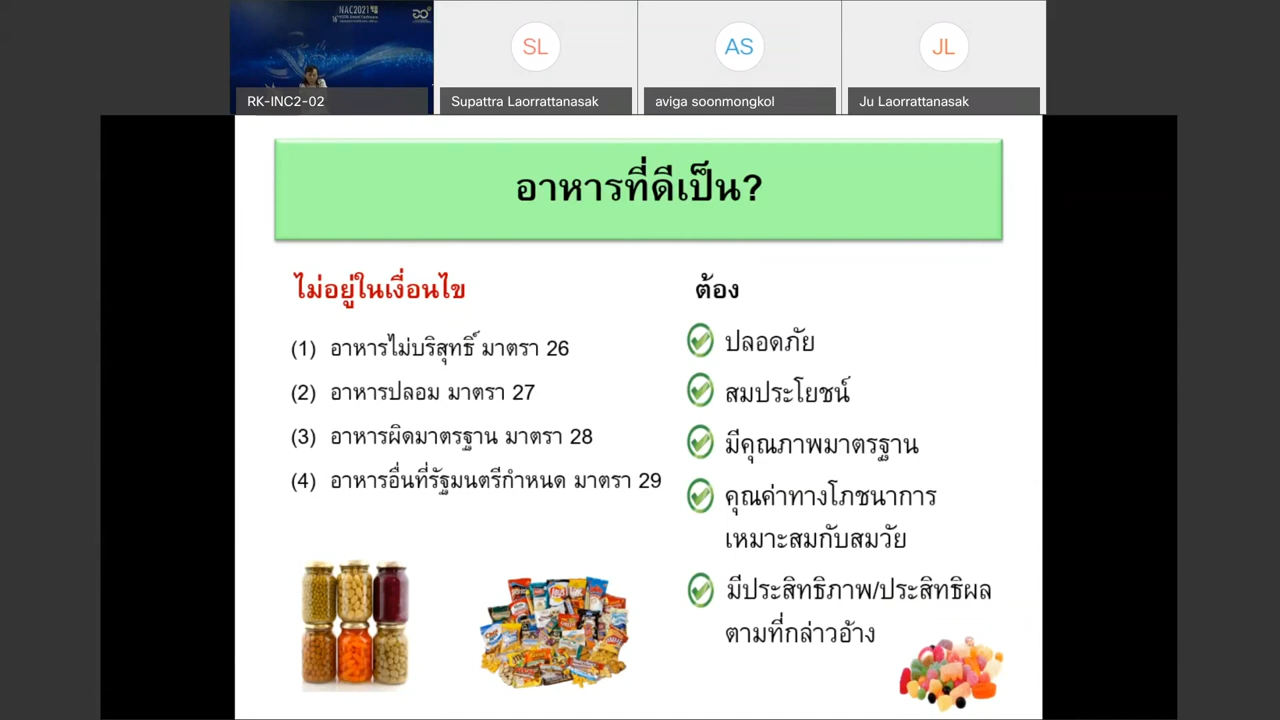 NAC2021
RK-INC2-02
SL
Supattra Laorrattanasak
AS
aviga soonmongkol
JL
Ju Laorrattanasak
อาหารที่ดีเป็น?
ไม่อยู่ในเงื่อนไข
(1) อาหารไม่บริสุทธิ์ มาตรา 26
(2) อาหารปลอม มาตรา 27
(3) อาหารผิดมาตรฐาน มาตรา 28
(4) อาหารอื่นที่รัฐมนตรีกำหนด มาตรา 29
ต้อง
ปลอดภัย
สมประโยชน์
มีคุณภาพมาตรฐาน
คุณค่าทางโภชนาการ
เหมาะสมกับสมวัย
มีประสิทธิภาพ/ประสิทธิผล
ตามที่กล่าวอ้าง